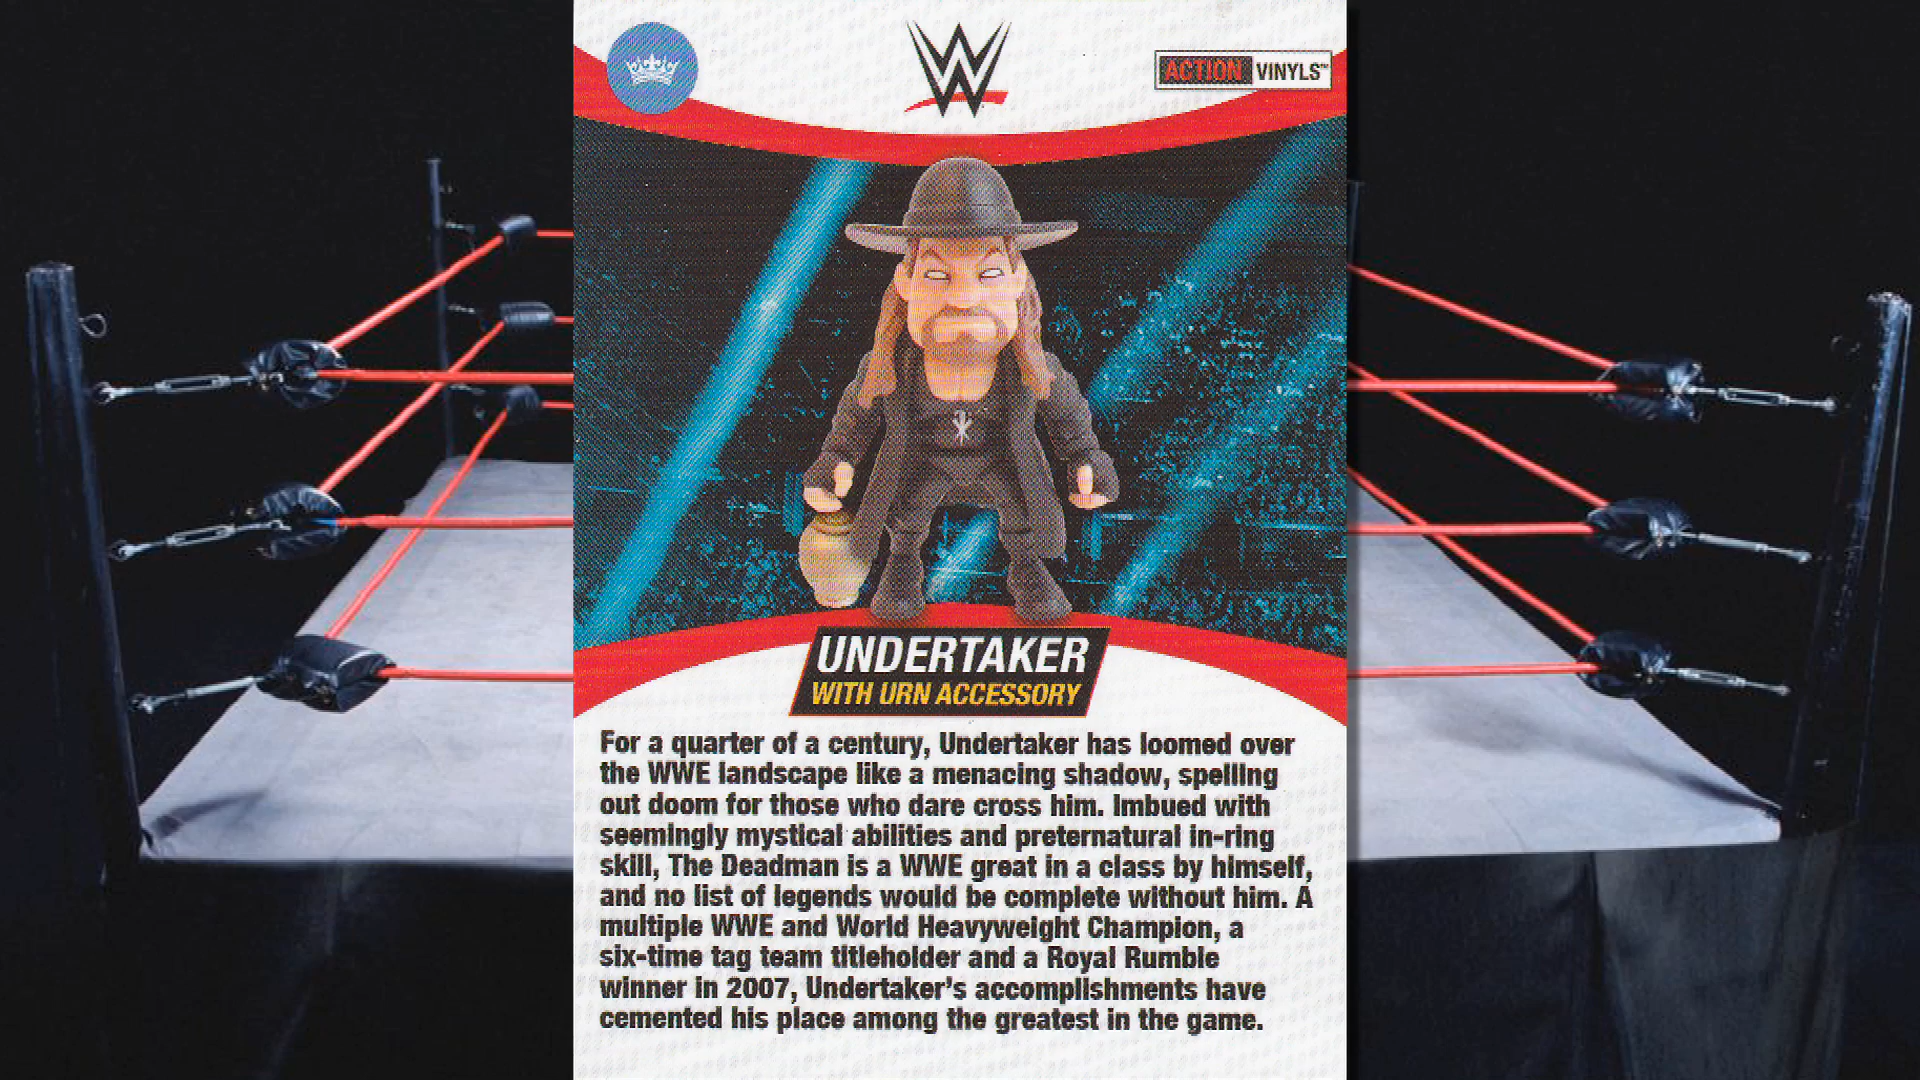 W
ACTION VINYLS™
UNDERTAKER
WITH URN ACCESSORY
For a quarter of a century, Undertaker has loomed over
the WWE landscape like a menacing shadow, spelling
out doom for those who dare cross him. Imbued with
seemingly mystical abilities and preternatural in-ring
skill, The Deadman is a WWE great in a class by himself,
and no list of legends would be complete without him. A
multiple WWE and World Heavyweight Champion, a
six-time tag team titleholder and a Royal Rumble
winner in 2007, Undertaker's accomplishments have
cemented his place among the greatest in the game.